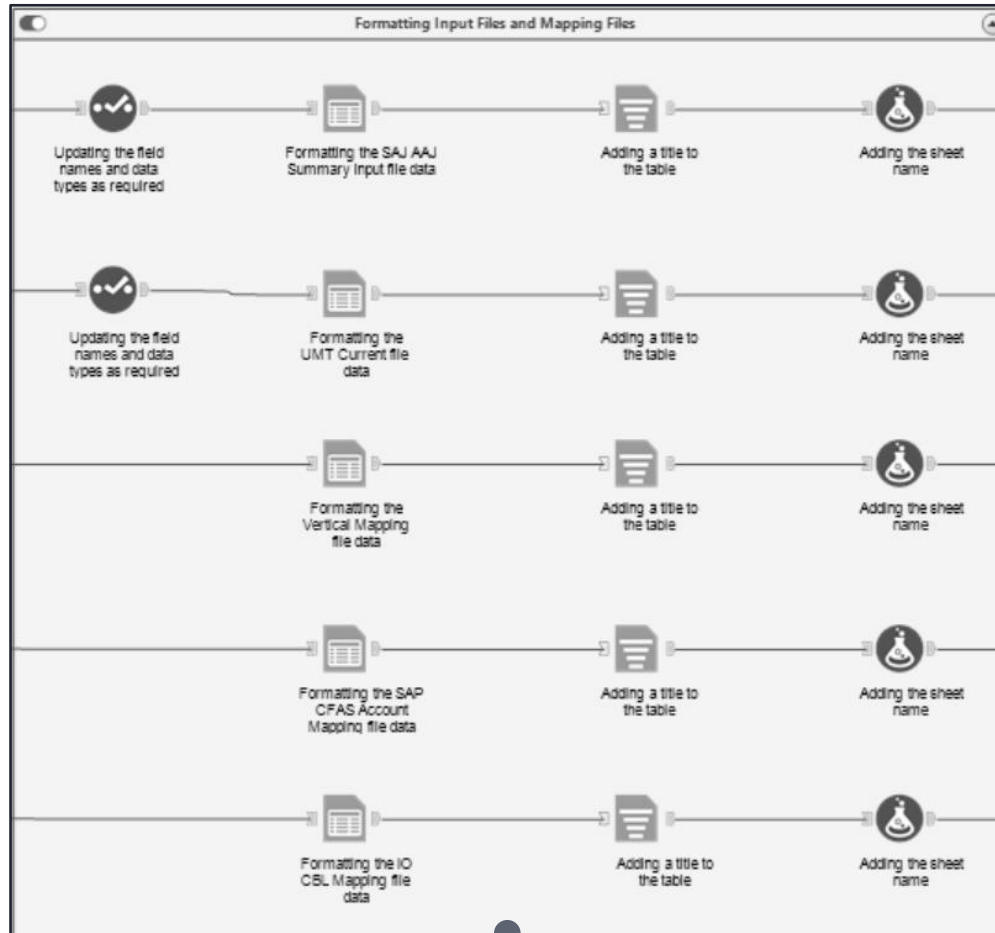 Formatting Input Files and Mapping Files
Updating the field
names and data
types as required
Formatting the SAJ AAJ
Summary Input file data
Adding a title to
the table
Adding the sheet
name
Updating the field
names and data
types as required
Formatting the
UMT Current file
data
Adding a title to
the table
Adding the sheet
name
Formatting the
Vertical Mapping
file data
Adding a title to
the table
Adding the sheet
name
Formatting the SAP
CFAS Account
Mapping file data
Adding a title to
the table
Adding the sheet
name
Formatting the IO
CBL Mapping file
data
Adding a title to
the table
Adding the sheet
name